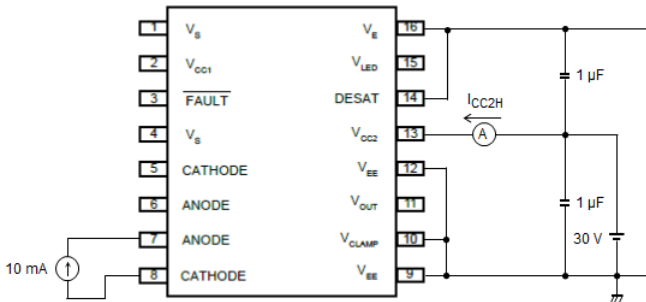 1 V_S V_E 16
2 V_CC1 V_LED 15
3 FAULT DESAT 14
4 V_S V_CC2 13
5 CATHODE V_EE 12
6 ANODE V_OUT 11
7 ANODE V_CLAMP 10
8 CATHODE V_EE 9
10 mA
I_CC2H
A
1 µF
1 µF
30 V